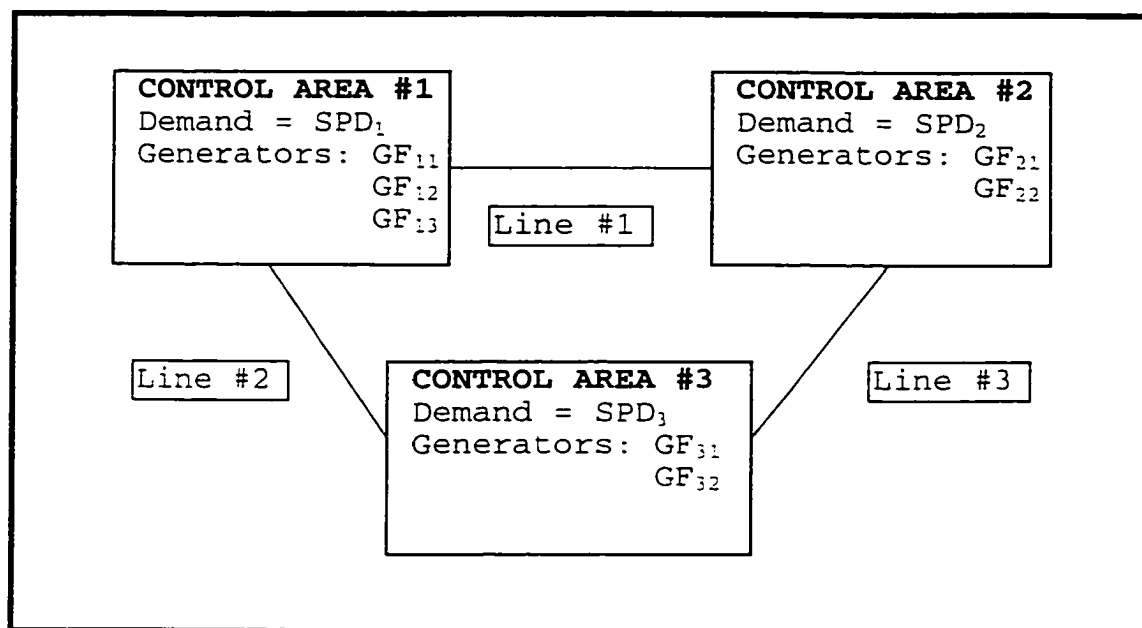 CONTROL AREA #1
Demand = SPD₁
Generators: GF₁₁
GF₁₂
GF₁₃
CONTROL AREA #2
Demand = SPD₂
Generators: GF₂₁
GF₂₂
Line #1
Line #2
CONTROL AREA #3
Demand = SPD₃
Generators: GF₃₁
GF₃₂
Line #3